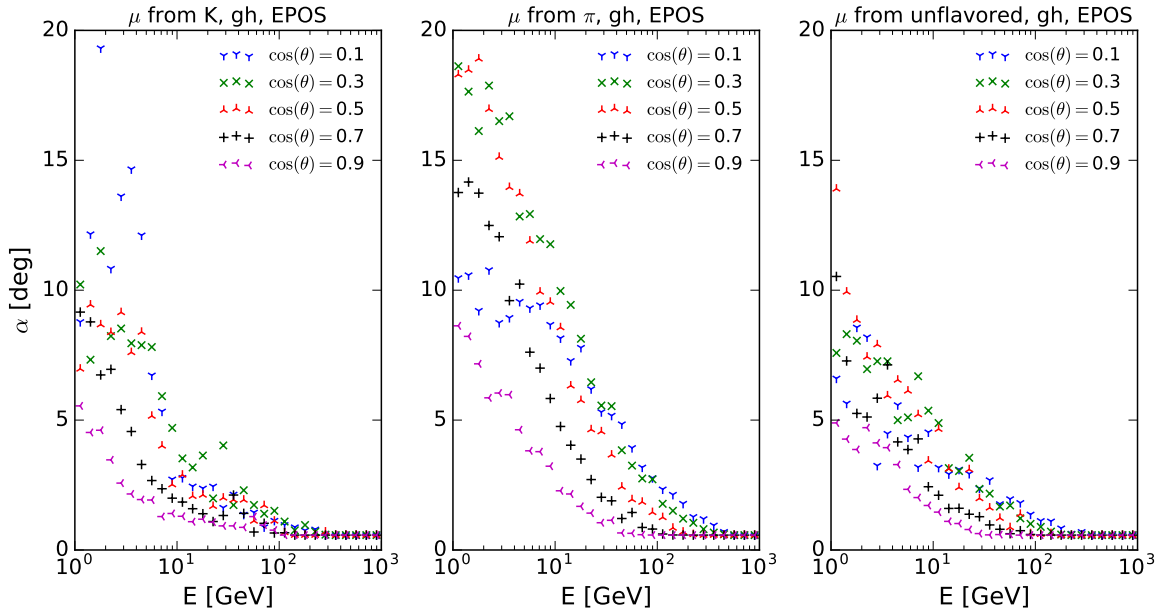 μ from K, gh, EPOS
20
15
10
5
0
α [deg]
cos(θ) = 0.1
cos(θ) = 0.3
cos(θ) = 0.5
cos(θ) = 0.7
cos(θ) = 0.9
10⁰ 10¹ 10² 10³
E [GeV]
μ from π, gh, EPOS
20
15
10
5
0
cos(θ) = 0.1
cos(θ) = 0.3
cos(θ) = 0.5
cos(θ) = 0.7
cos(θ) = 0.9
10⁰ 10¹ 10² 10³
E [GeV]
μ from unflavored, gh, EPOS
20
15
10
5
0
cos(θ) = 0.1
cos(θ) = 0.3
cos(θ) = 0.5
cos(θ) = 0.7
cos(θ) = 0.9
10⁰ 10¹ 10² 10³
E [GeV]